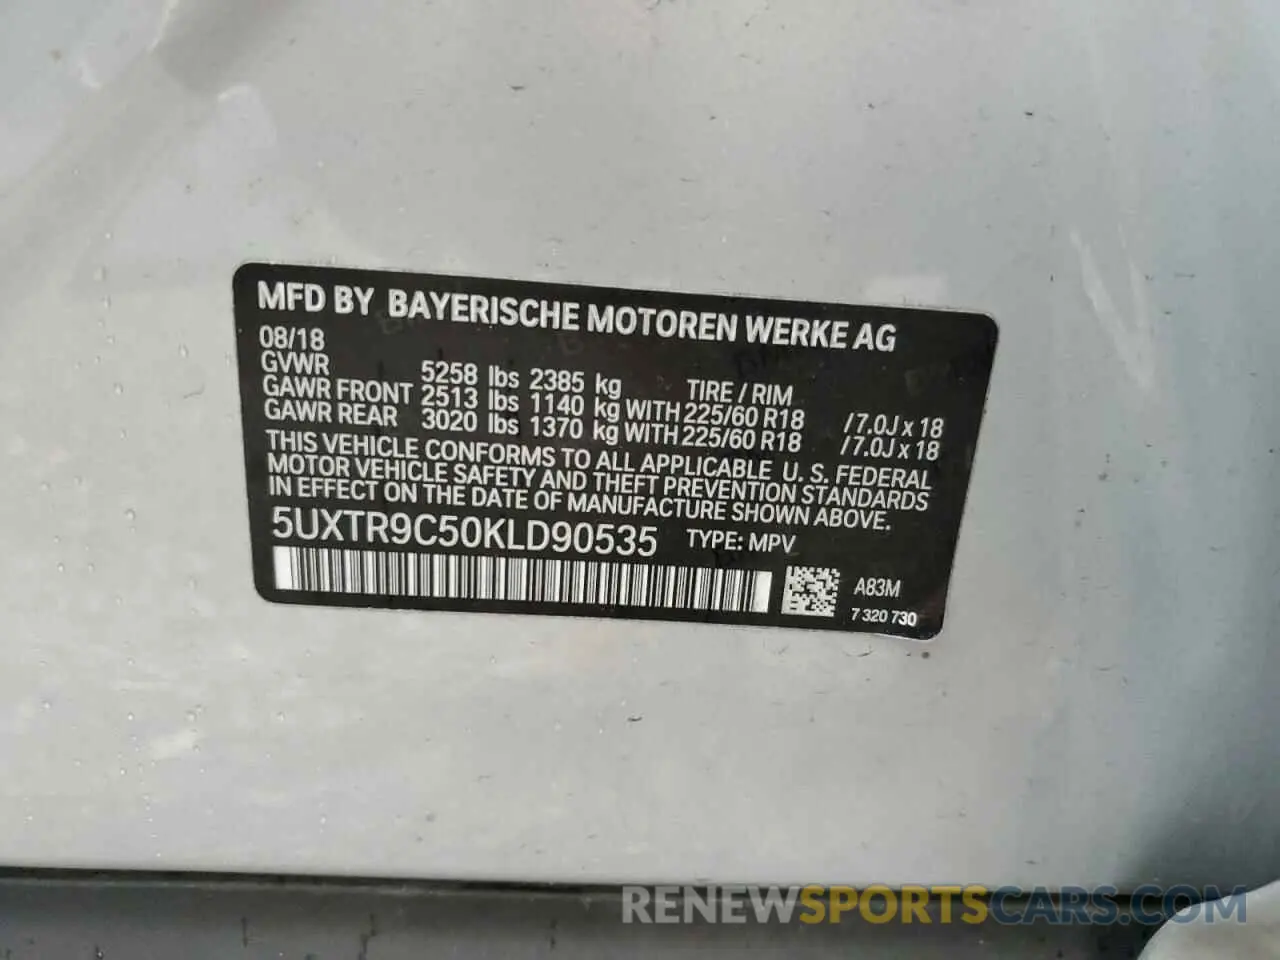 MFD BY BAYERISCHE MOTOREN WERKE AG
08/18
GVWR 5258 lbs 2385 kg TIRE / RIM
GAWR FRONT 2513 lbs 1140 kg WITH 225/60 R18 /7.0J x 18
GAWR REAR 3020 lbs 1370 kg WITH 225/60 R18 /7.0J x 18
THIS VEHICLE CONFORMS TO ALL APPLICABLE U. S. FEDERAL
MOTOR VEHICLE SAFETY AND THEFT PREVENTION STANDARDS
IN EFFECT ON THE DATE OF MANUFACTURE SHOWN ABOVE.
5UXTR9C50KLD90535 TYPE: MPV
A83M
7 320 730
RENEWSPORTSCARS.COM